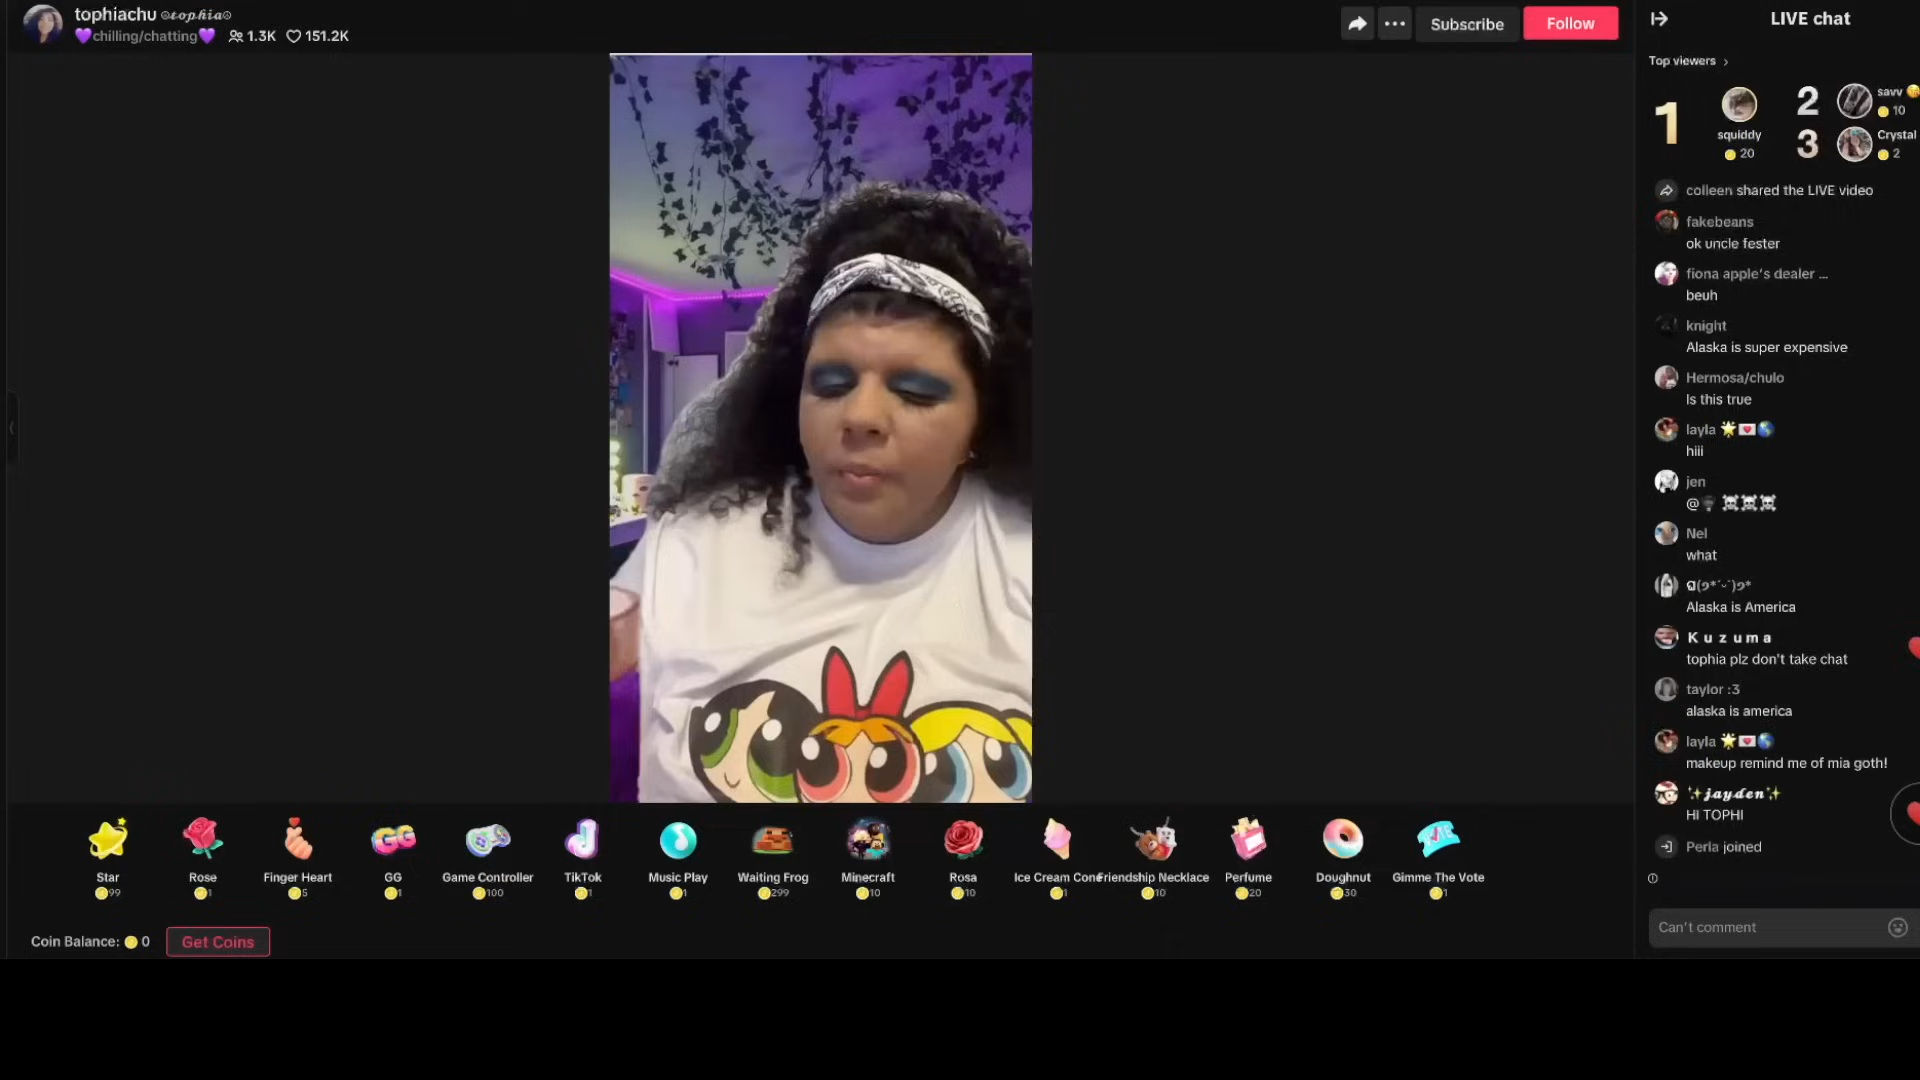 tophiachu ☺𝓽𝓸𝓹𝓱𝓲𝓪☺
💜chilling/chatting💜 1.3K 151.2K
Subscribe
Follow
LIVE chat
Top viewers
1
squiddy
20
2
savv 😘
10
3
Crystal
2
colleen shared the LIVE video
fakebeans
ok uncle fester
fiona apple's dealer ...
beuh
knight
Alaska is super expensive
Hermosa/chulo
Is this true
layla 🌟💌🌎
hiii
jen
@ ☠️☠️☠️
Nel
what
Alaska is America
K u z u m a
tophia plz don't take chat
taylor :3
alaska is america
layla 🌟💌🌎
makeup remind me of mia goth!
✨𝓳𝓪𝔂𝓭𝓮𝓷✨
HI TOPHI
Perla joined
Can't comment
Star
99
Rose
1
Finger Heart
5
GG
GG
1
Game Controller
100
TikTok
1
Music Play
1
Waiting Frog
299
Minecraft
10
Rosa
10
Ice Cream Cone
1
Friendship Necklace
10
Perfume
20
Doughnut
30
Gimme The Vote
1
Coin Balance: 0
Get Coins